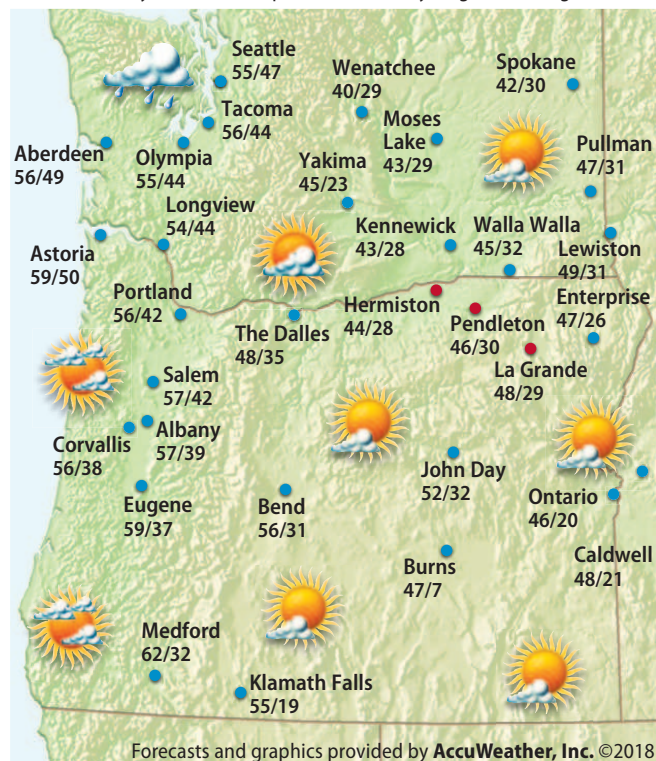 Seattle
55/47
Wenatchee
40/29
Spokane
42/30
Tacoma
56/44
Moses
Lake
43/29
Pullman
47/31
Aberdeen
56/49
Olympia
55/44
Yakima
45/23
Longview
54/44
Kennewick
43/28
Walla Walla
45/32
Lewiston
49/31
Astoria
59/50
Portland
56/42
The Dalles
48/35
Hermiston
44/28
Pendleton
46/30
Enterprise
47/26
La Grande
48/29
Salem
57/42
Corvallis
56/38
Albany
57/39
John Day
52/32
Eugene
59/37
Bend
56/31
Ontario
46/20
Burns
47/7
Caldwell
48/21
Medford
62/32
Klamath Falls
55/19
Forecasts and graphics provided by AccuWeather, Inc. ©2018